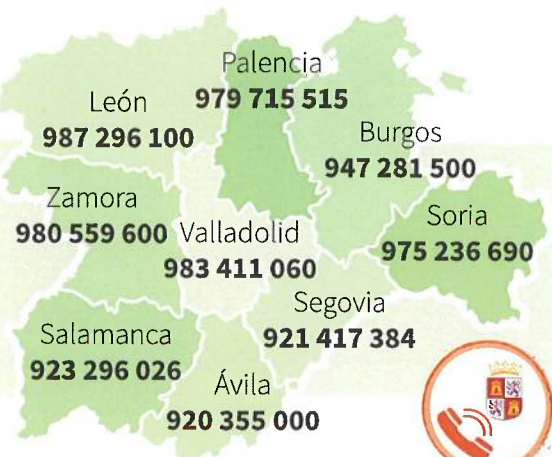 Palencia
979 715 515
León
987 296 100
Burgos
947 281 500
Zamora
980 559 600
Valladolid
983 411 060
Soria
975 236 690
Segovia
921 417 384
Salamanca
923 296 026
Ávila
920 355 000